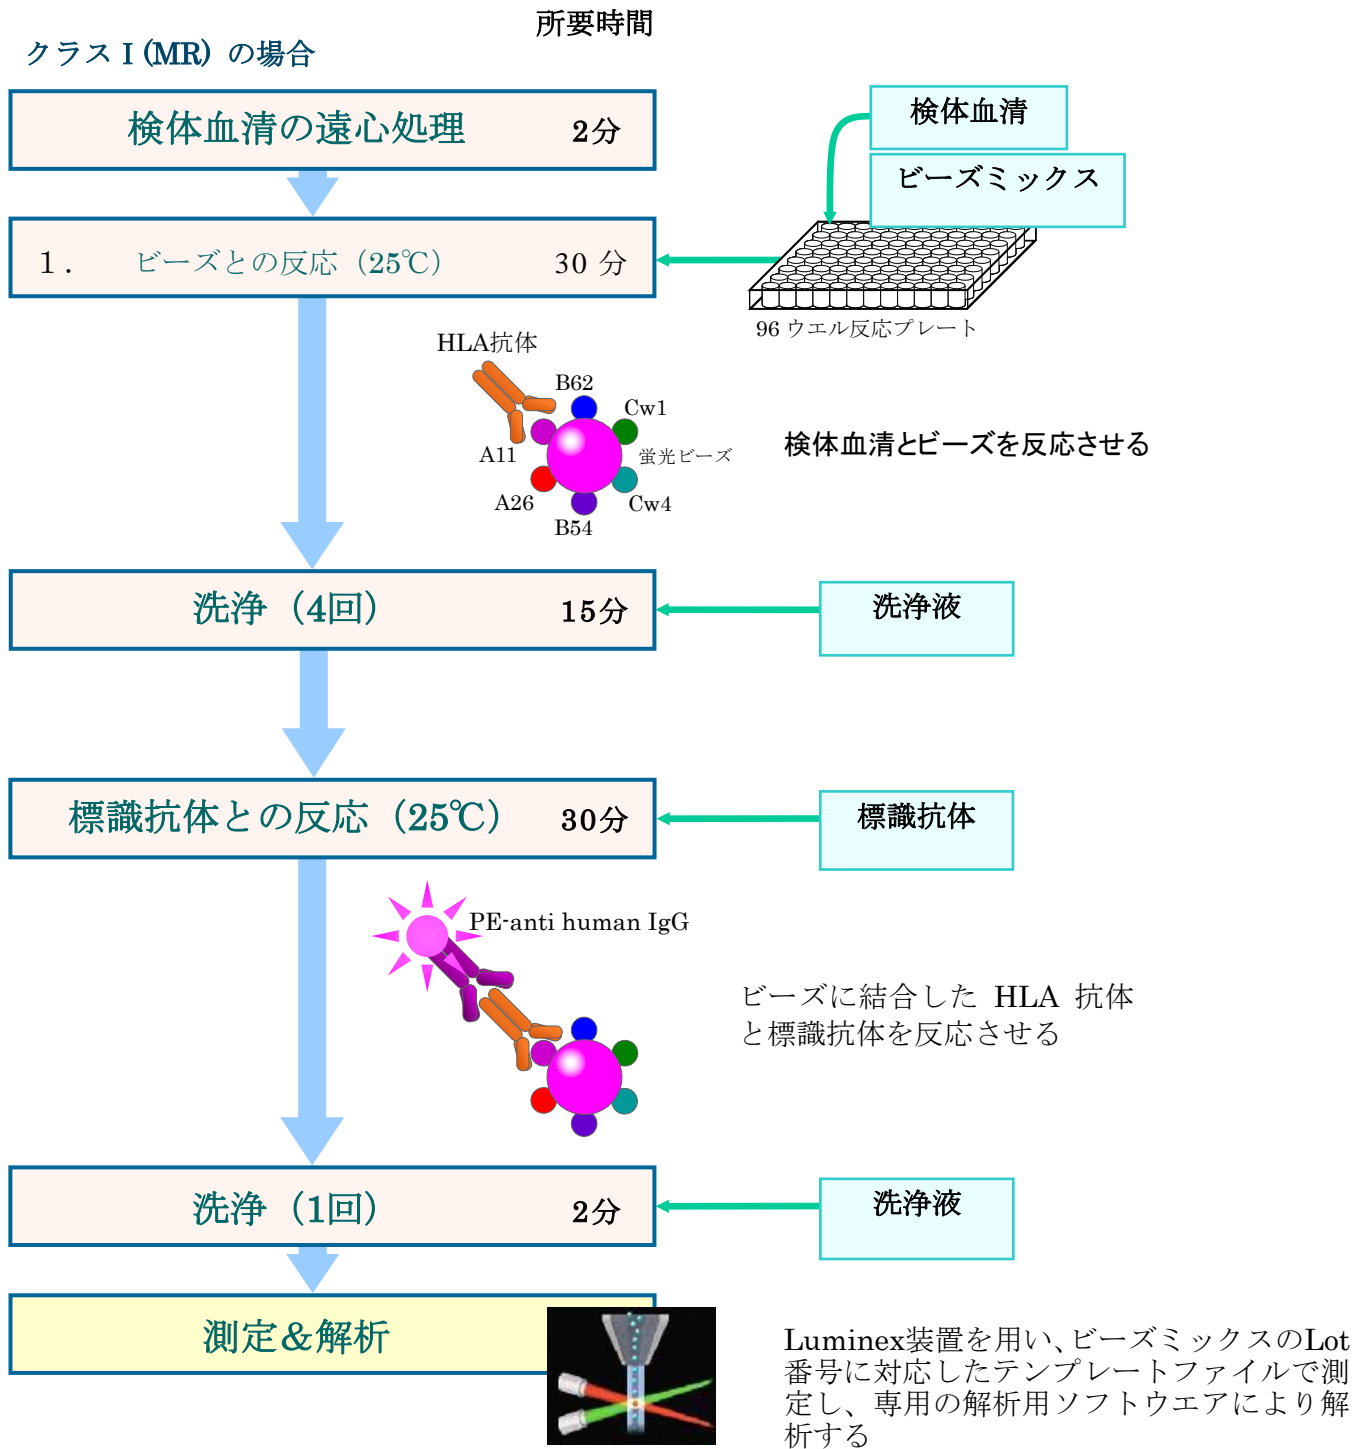 所要時間
クラスⅠ(MR) の場合
検体血清の遠心処理 2分
検体血清
ビーズミックス
1. ビーズとの反応（25℃） 30 分
96 ウエル反応プレート
HLA抗体
B62
Cw1
A11
蛍光ビーズ
A26
Cw4
B54
検体血清とビーズを反応させる
洗浄（4回） 15分
洗浄液
標識抗体との反応（25℃） 30分
標識抗体
PE-anti human IgG
ビーズに結合した HLA 抗体
と標識抗体を反応させる
洗浄（1回） 2分
洗浄液
測定＆解析
Luminex装置を用い、ビーズミックスのLot
番号に対応したテンプレートファイルで測
定し、専用の解析用ソフトウエアにより解
析する